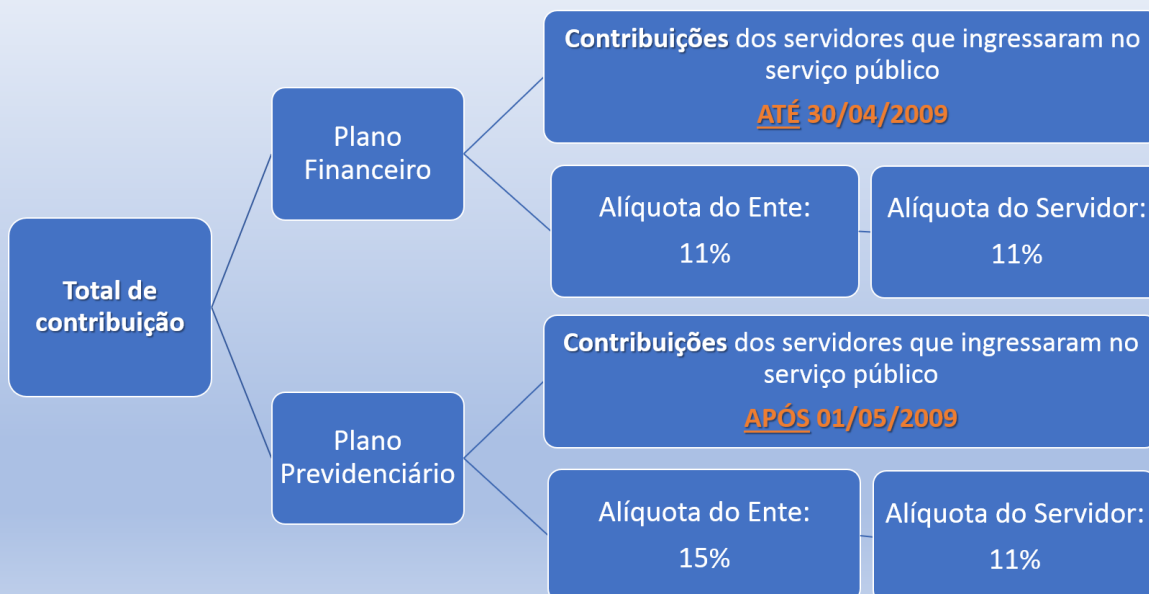 Total de
contribuição
Plano
Financeiro
Contribuições dos servidores que ingressaram no
serviço público
ATÉ 30/04/2009
Alíquota do Ente:
11%
Alíquota do Servidor:
11%
Plano
Previdenciário
Contribuições dos servidores que ingressaram no
serviço público
APÓS 01/05/2009
Alíquota do Ente:
15%
Alíquota do Servidor:
11%